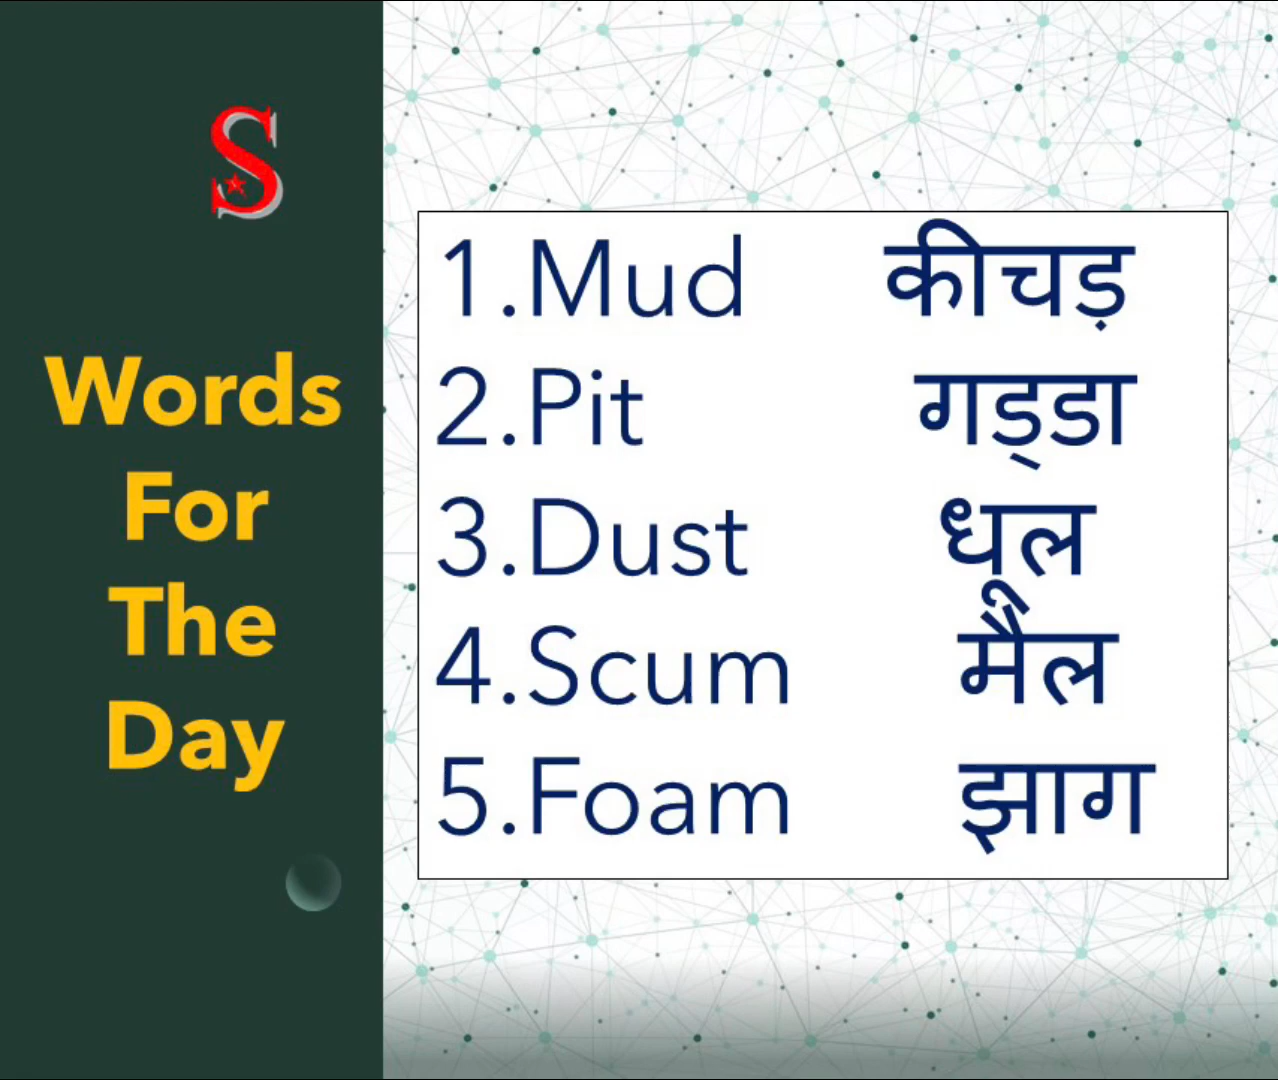 S
Words
For
The
Day
1.Mud कीचड़
2.Pit गड्डा
3.Dust धूल
4.Scum मैल
5.Foam झाग